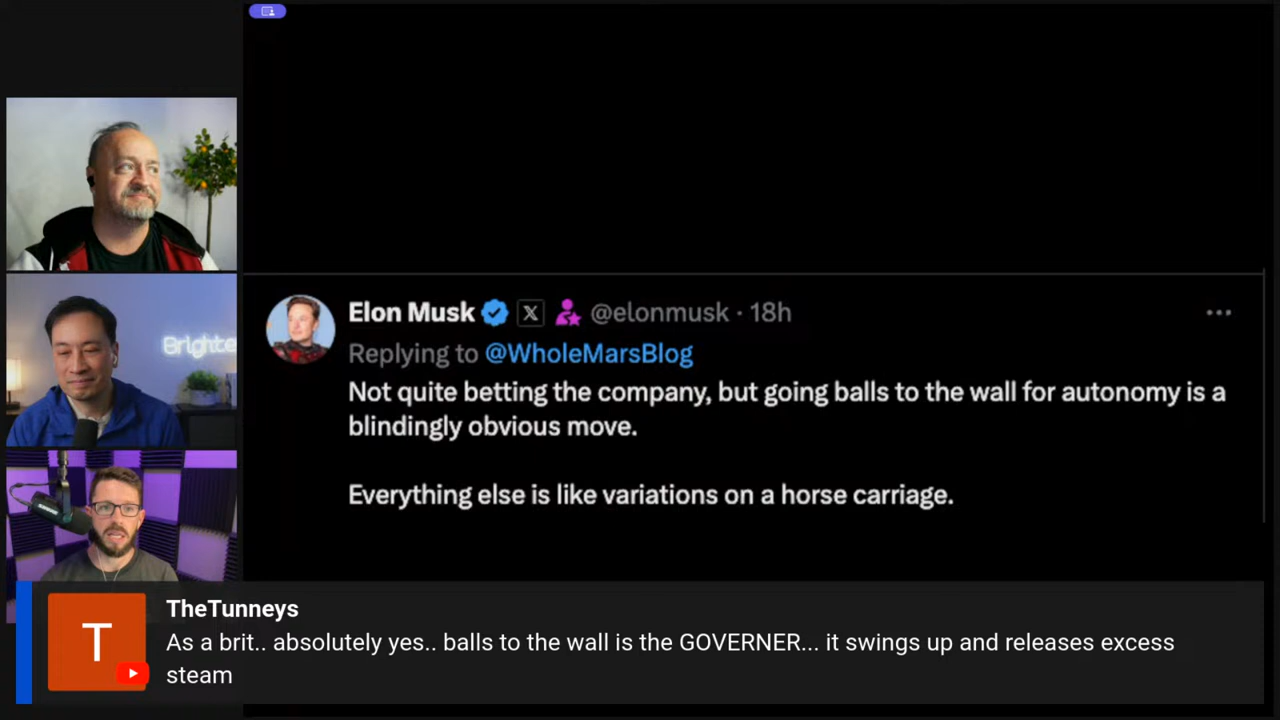 Elon Musk X @elonmusk · 18h
Replying to @WholeMarsBlog
Not quite betting the company, but going balls to the wall for autonomy is a
blindingly obvious move.
Everything else is like variations on a horse carriage.
Brighte
T
TheTunneys
As a brit.. absolutely yes.. balls to the wall is the GOVERNER... it swings up and releases excess
steam